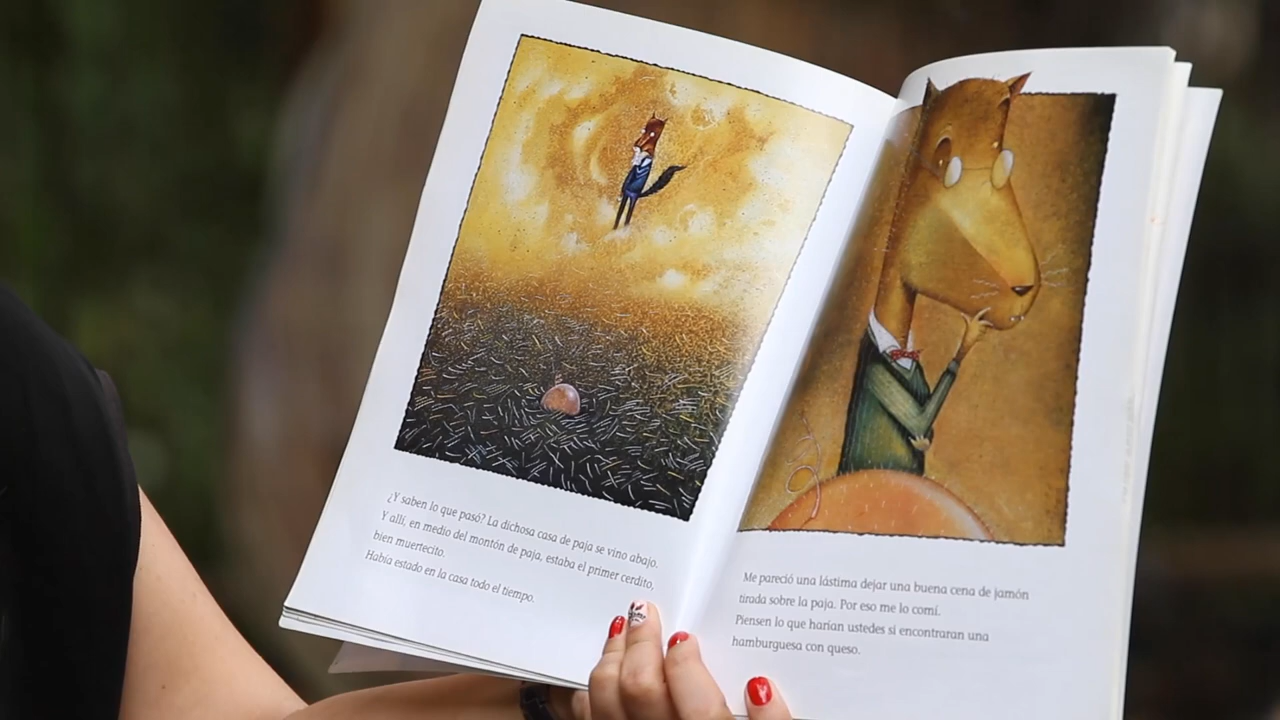 ¿Y saben lo que pasó? La dichosa casa de paja se vino abajo.
Y allí, en medio del montón de paja, estaba el primer cerdito,
bien muertecito.
Había estado en la casa todo el tiempo.
Me pareció una lástima dejar una buena cena de jamón
tirada sobre la paja. Por eso me lo comí.
Piensen lo que harían ustedes si encontraran una
hamburguesa con queso.